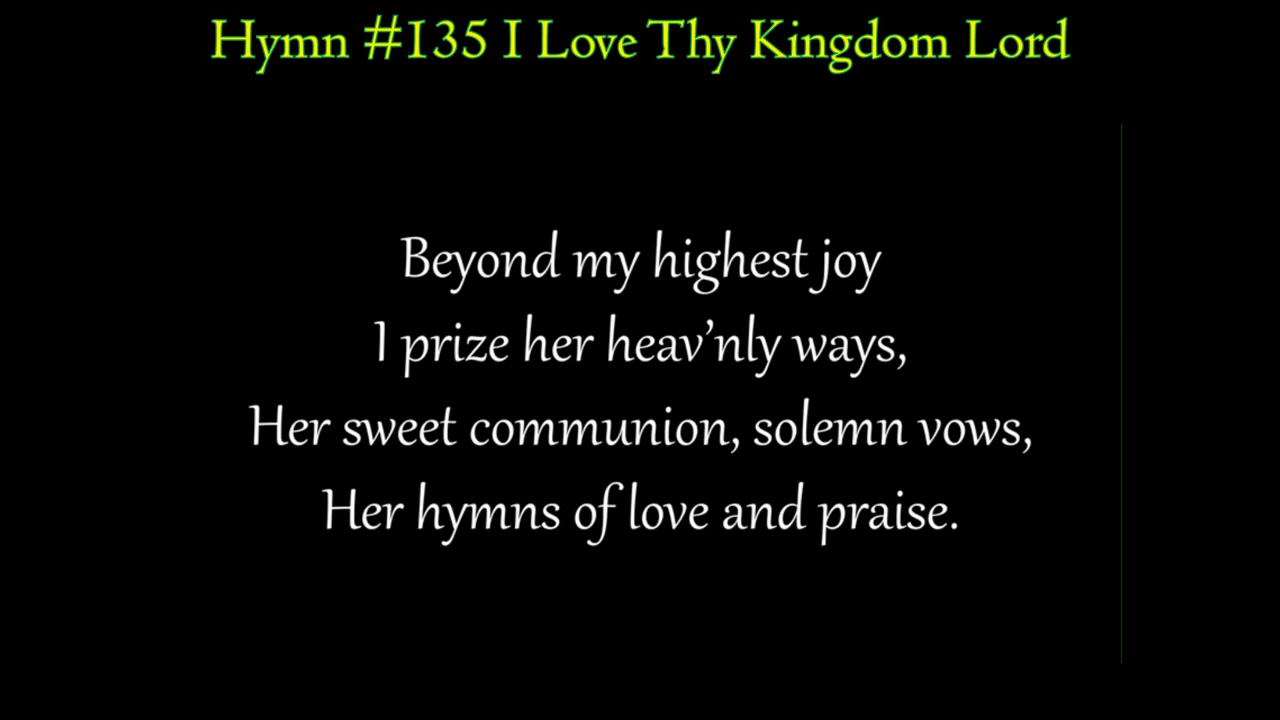 Hymn #135 I Love Thy Kingdom Lord
Beyond my highest joy
I prize her heav’nly ways,
Her sweet communion, solemn vows,
Her hymns of love and praise.